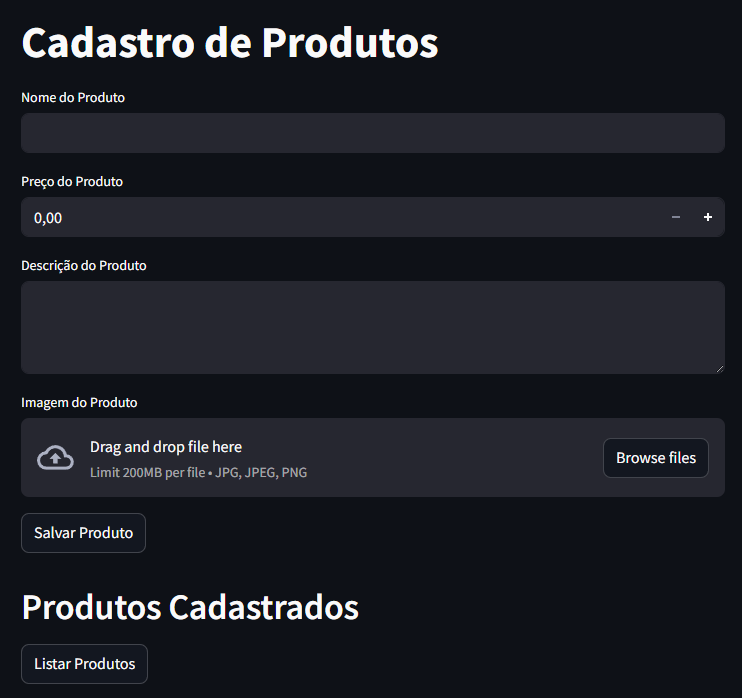 Cadastro de Produtos
Nome do Produto
Preço do Produto
0,00
Descrição do Produto
Imagem do Produto
Drag and drop file here
Limit 200MB per file • JPG, JPEG, PNG
Browse files
Salvar Produto
Produtos Cadastrados
Listar Produtos